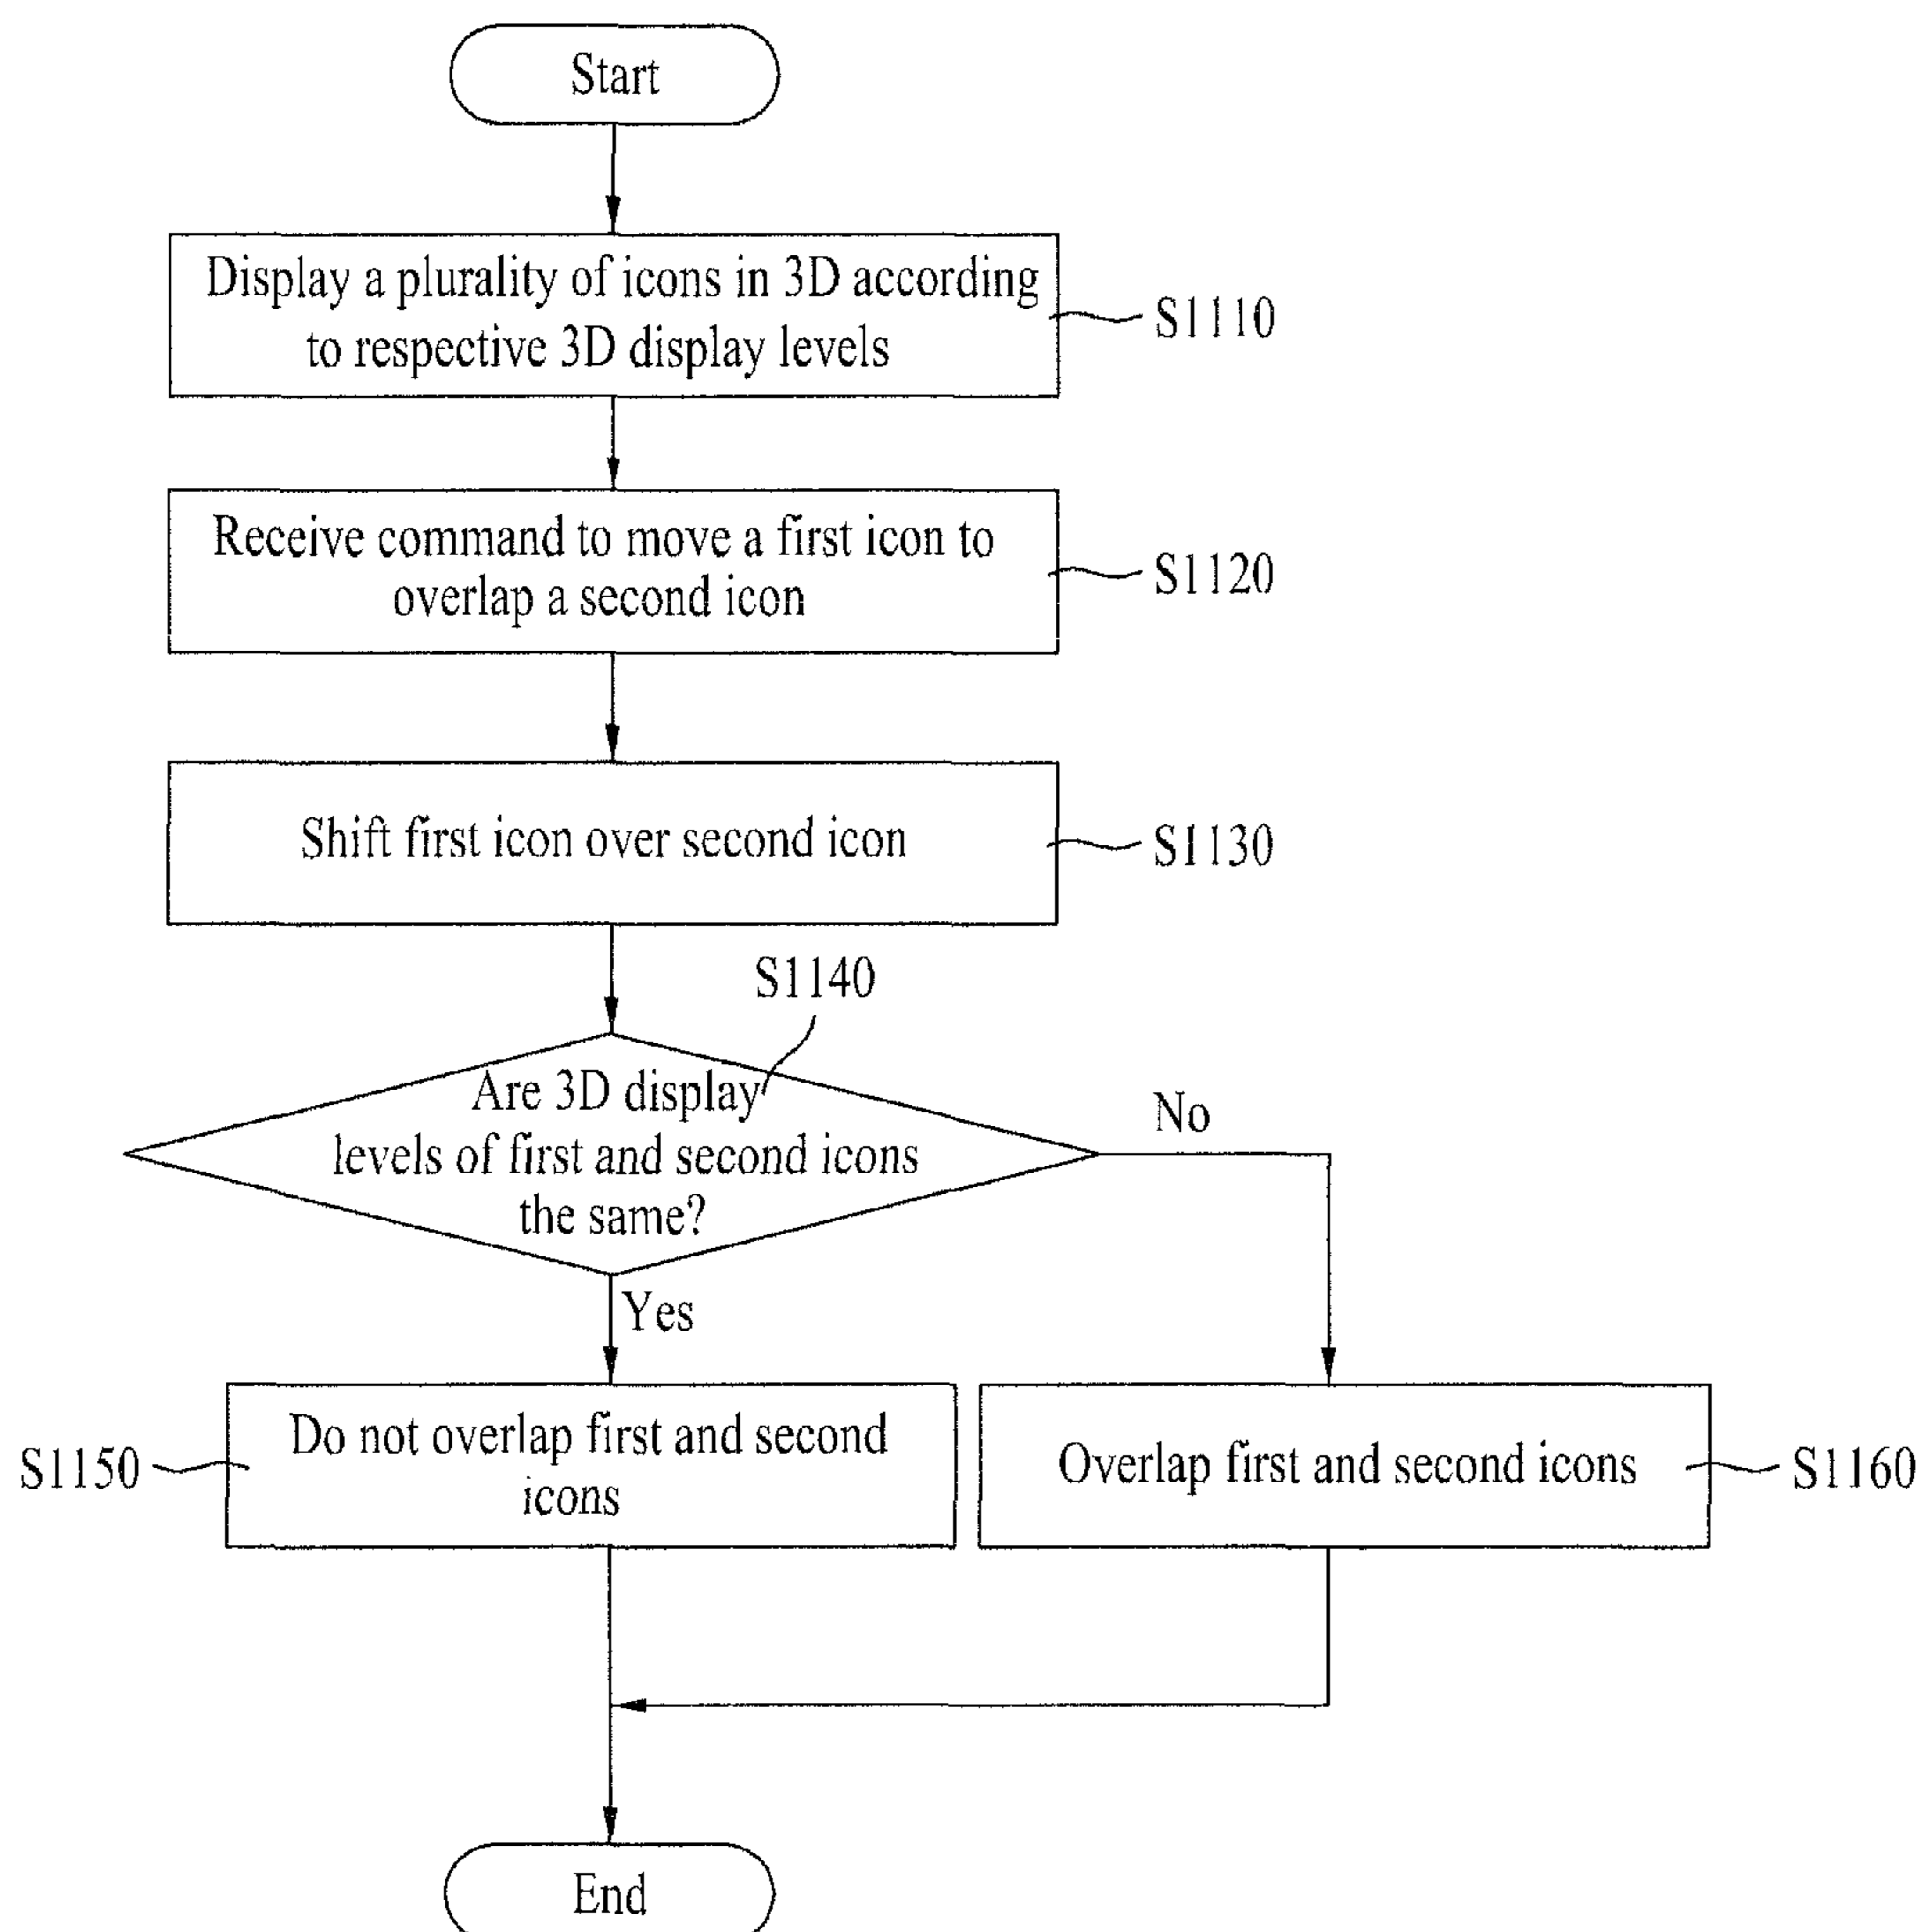 Start
Display a plurality of icons in 3D according
to respective 3D display levels
S1110
Receive command to move a first icon to
overlap a second icon
S1120
Shift first icon over second icon
S1130
S1140
Are 3D display
levels of first and second icons
the same?
No
Yes
S1150
Do not overlap first and second
icons
Overlap first and second icons
S1160
End